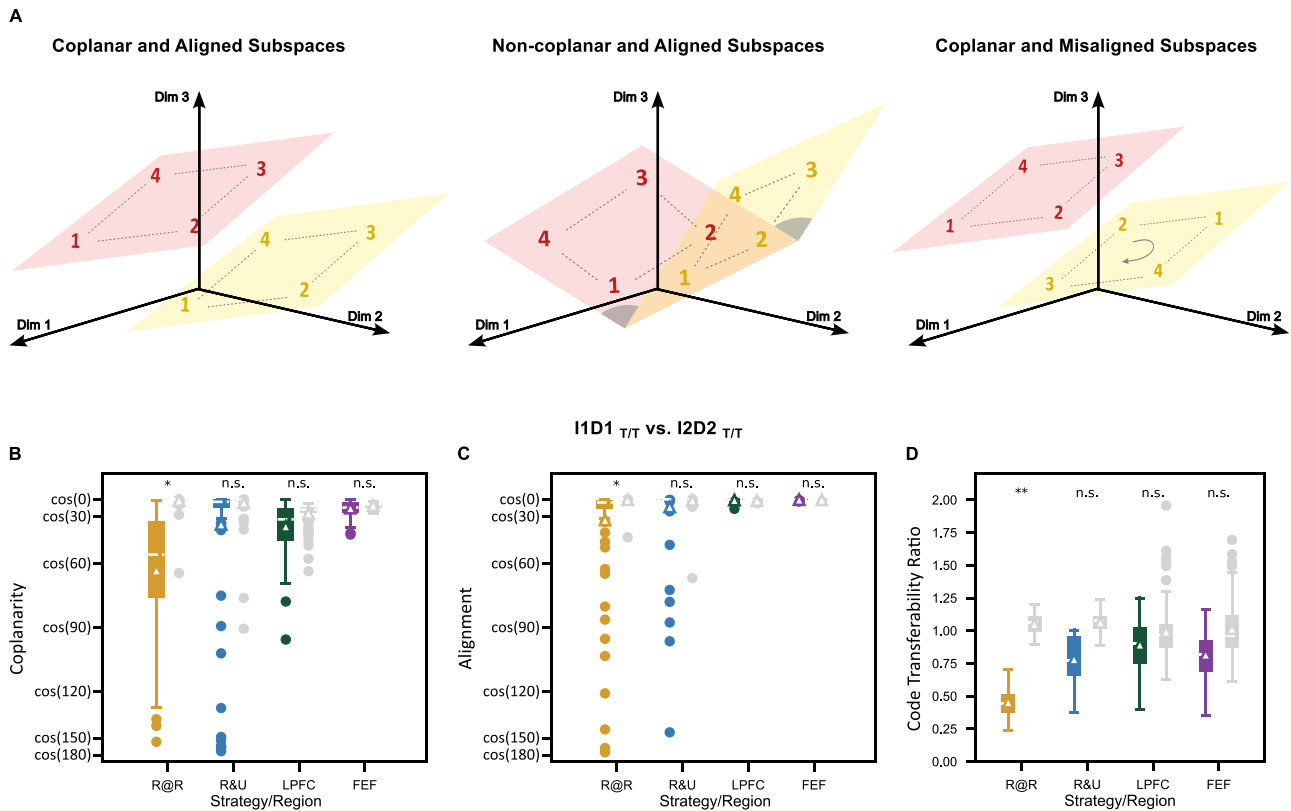 A
Coplanar and Aligned Subspaces
Non-coplanar and Aligned Subspaces
Coplanar and Misaligned Subspaces
Dim 3
4
3
1
2
4
3
1
2
Dim 1
Dim 2
Dim 3
3
4
2
1
3
4
2
1
Dim 1
Dim 2
Dim 3
4
3
1
2
2
1
3
4
Dim 1
Dim 2
I1D1 T/T vs. I2D2 T/T
B
* n.s. n.s. n.s.
cos(0)
cos(30)
cos(60)
cos(90)
cos(120)
cos(150)
cos(180)
Coplanarity
R@R R&U LPFC FEF
Strategy/Region
C
* n.s. n.s. n.s.
cos(0)
cos(30)
cos(60)
cos(90)
cos(120)
cos(150)
cos(180)
Alignment
R@R R&U LPFC FEF
Strategy/Region
D
** n.s. n.s. n.s.
2.00
1.75
1.50
1.25
1.00
0.75
0.50
0.25
0.00
Code Transferability Ratio
R@R R&U LPFC FEF
Strategy/Region